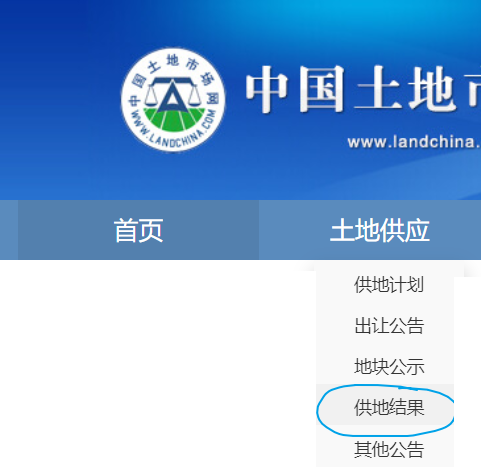 中国土地市场网
WWW.LANDCHINA.COM
中国土地市
www.landchina.
首页
土地供应
供地计划
出让公告
地块公示
供地结果
其他公告